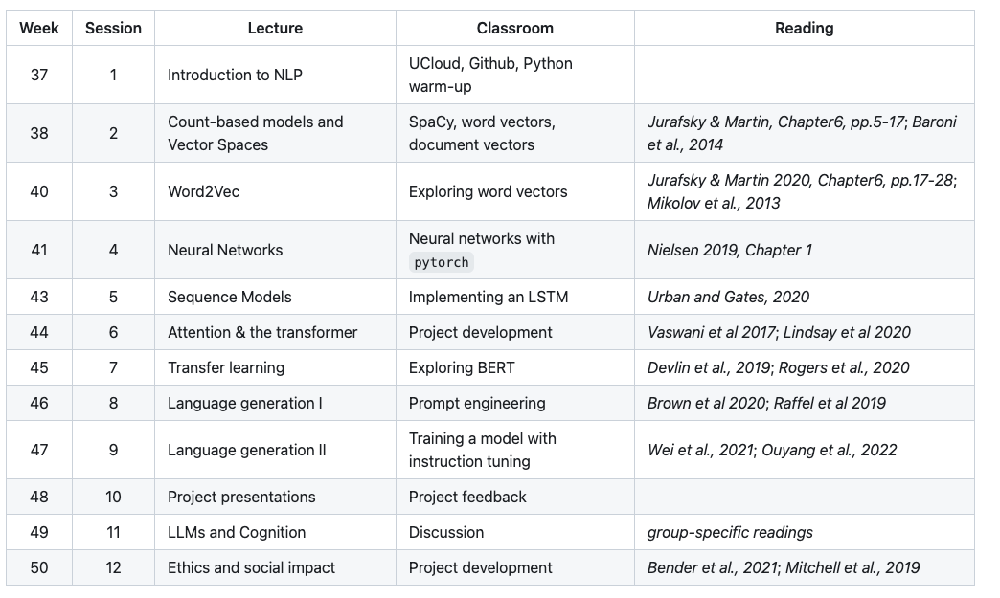 Week Session Lecture Classroom Reading
37 1 Introduction to NLP UCloud, Github, Python
warm-up
38 2 Count-based models and
Vector Spaces SpaCy, word vectors,
document vectors Jurafsky & Martin, Chapter6, pp.5-17; Baroni
et al., 2014
40 3 Word2Vec Exploring word vectors Jurafsky & Martin 2020, Chapter6, pp.17-28;
Mikolov et al., 2013
41 4 Neural Networks Neural networks with
pytorch Nielsen 2019, Chapter 1
43 5 Sequence Models Implementing an LSTM Urban and Gates, 2020
44 6 Attention & the transformer Project development Vaswani et al 2017; Lindsay et al 2020
45 7 Transfer learning Exploring BERT Devlin et al., 2019; Rogers et al., 2020
46 8 Language generation I Prompt engineering Brown et al 2020; Raffel et al 2019
47 9 Language generation II Training a model with
instruction tuning Wei et al., 2021; Ouyang et al., 2022
48 10 Project presentations Project feedback
49 11 LLMs and Cognition Discussion group-specific readings
50 12 Ethics and social impact Project development Bender et al., 2021; Mitchell et al., 2019